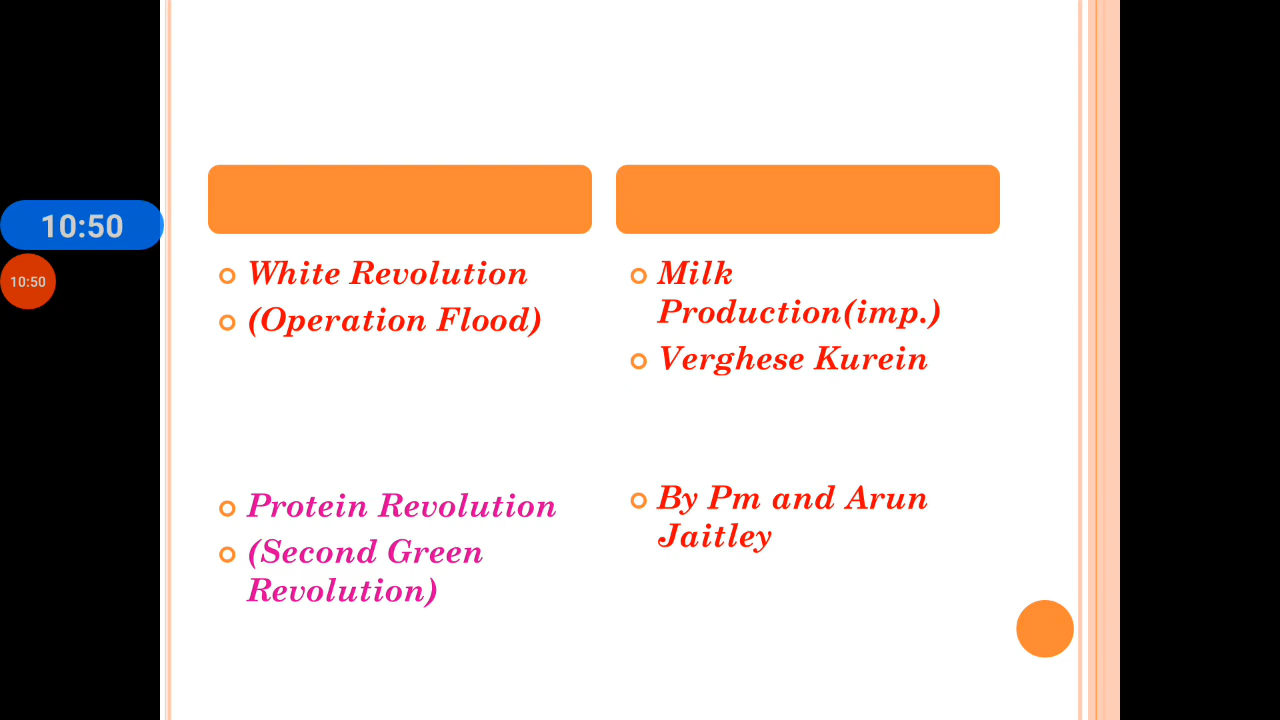 10:50
10:50
White Revolution
(Operation Flood)
Milk
Production(imp.)
Verghese Kurein
Protein Revolution
(Second Green
Revolution)
By Pm and Arun
Jaitley